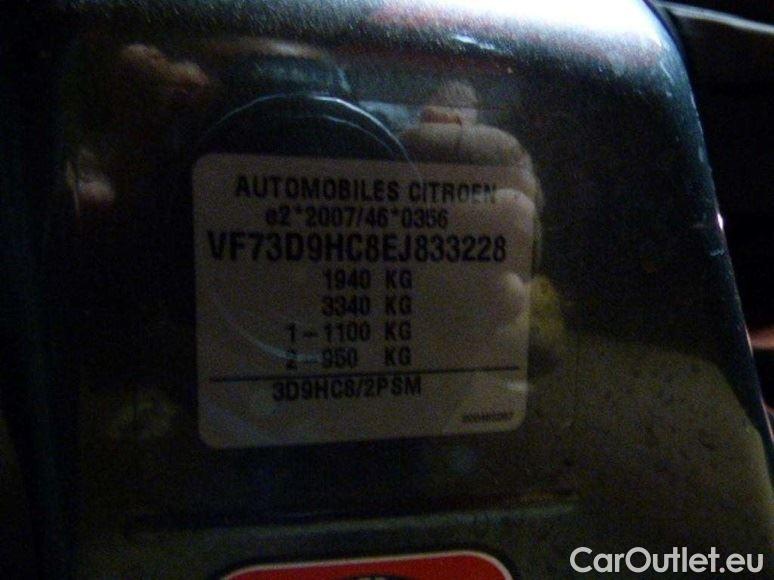 AUTOMOBILES CITROEN
e2*2007/46*0356
VF73D9HC8EJ833228
1940 KG
3340 KG
1-1100 KG
2-950 KG
3D9HC8/2PSM
CarOutlet.eu